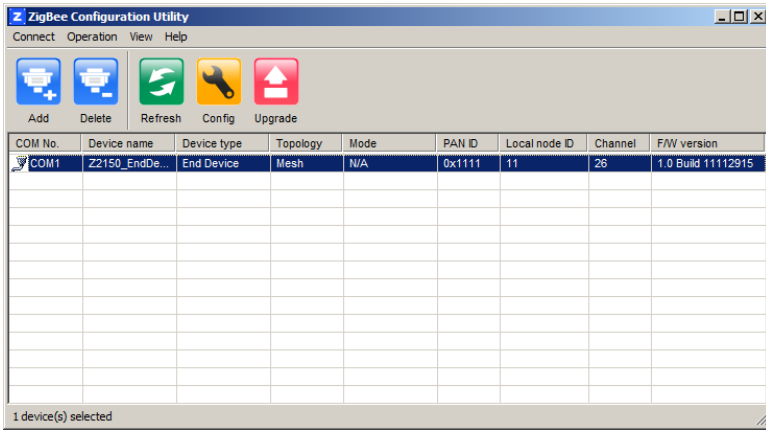 Z ZigBee Configuration Utility
Connect Operation View Help
Add Delete Refresh Config Upgrade
COM No. Device name Device type Topology Mode PAN ID Local node ID Channel F/W version
COM1 Z2150_EndDe... End Device Mesh N/A 0x1111 11 26 1.0 Build 11112915
1 device(s) selected